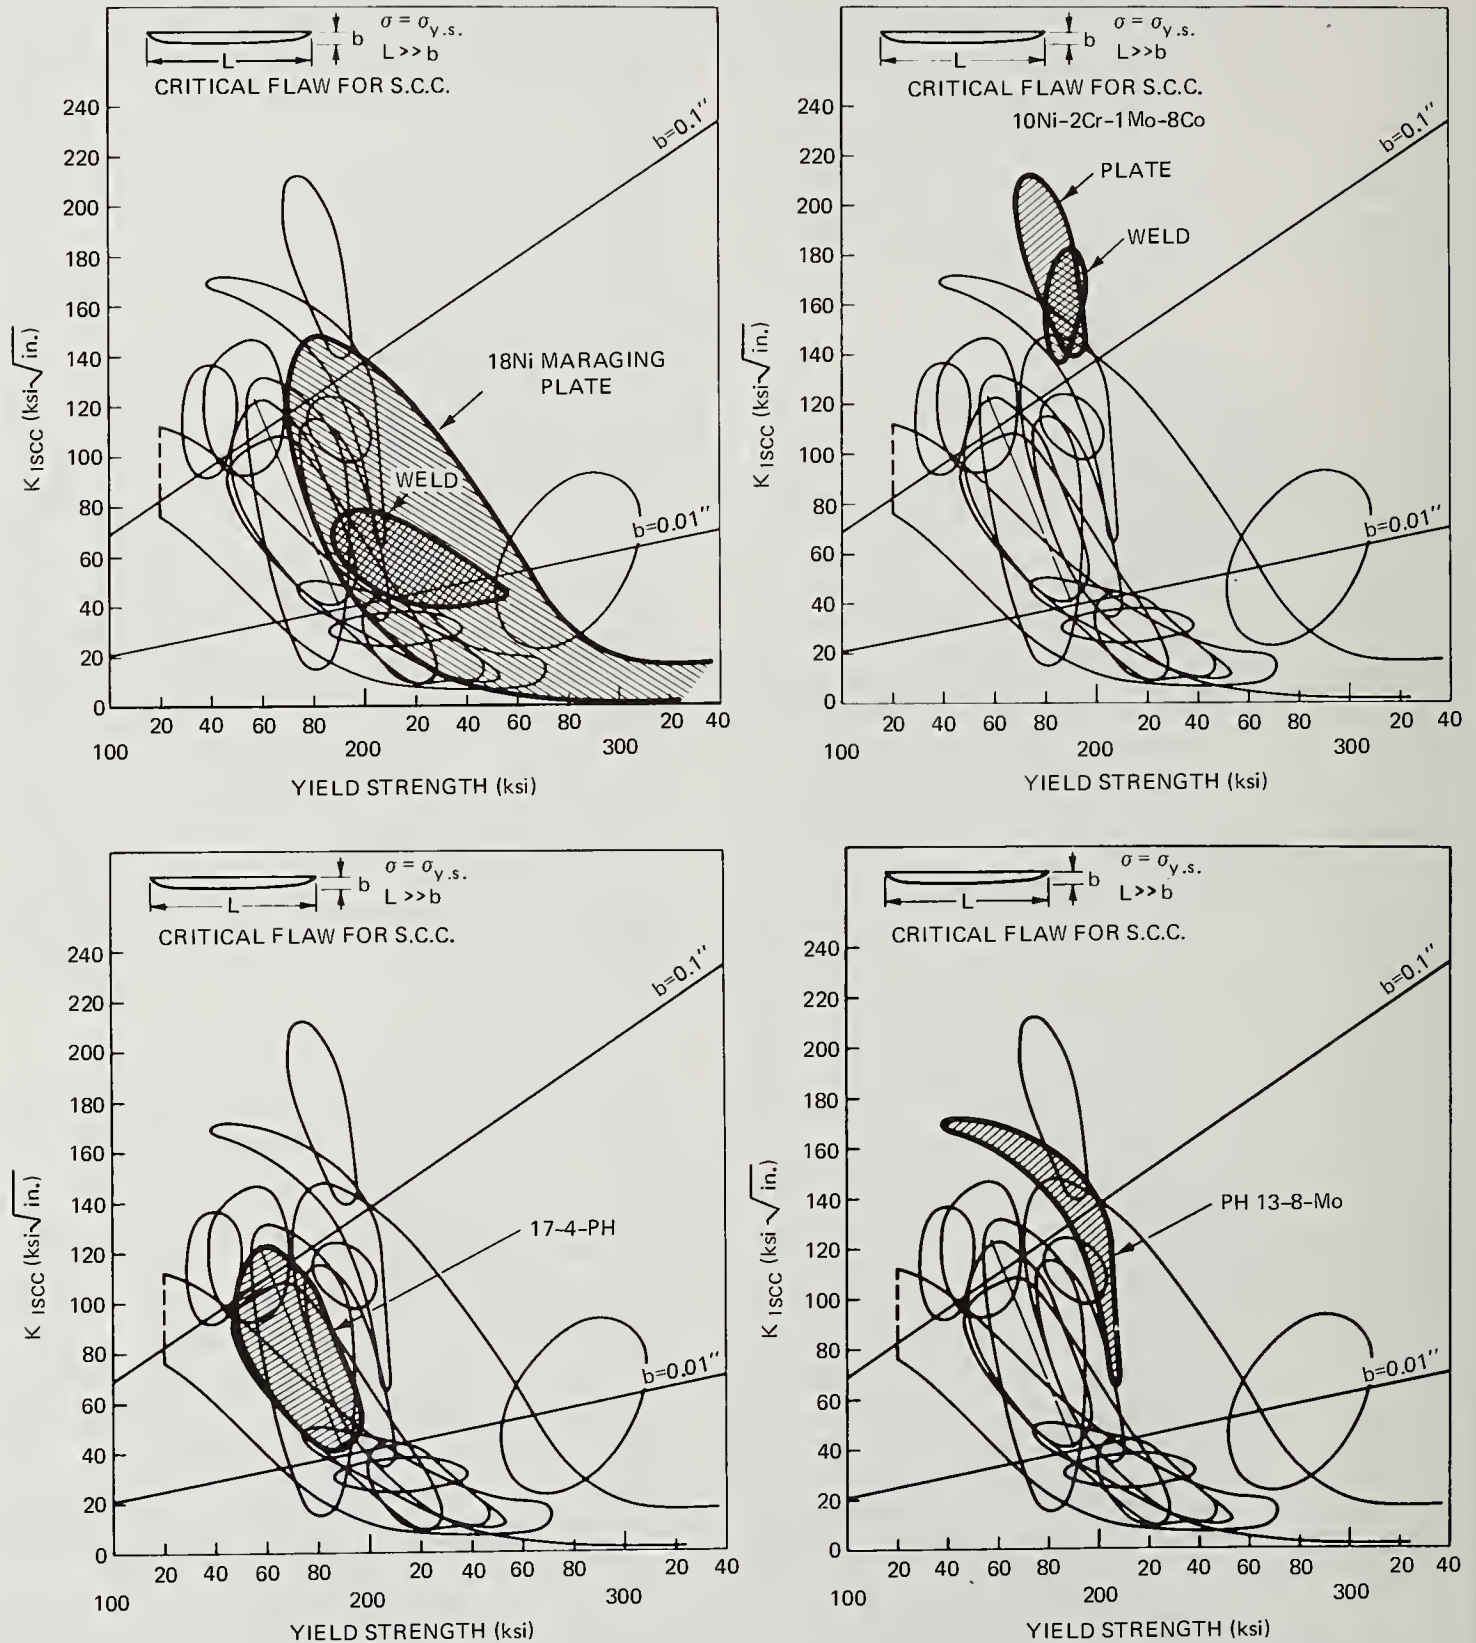 σ = σy.s.
b
L >> b
L
CRITICAL FLAW FOR S.C.C.
240
220
200
180
160
140
120
100
80
60
40
20
0
K ISCC (ksi√in.)
b=0.1"
18Ni MARAGING
PLATE
WELD
b=0.01"
20 40 60 80 20 40 60 80 20 40
100 200 300
YIELD STRENGTH (ksi)
σ = σy.s.
b
L >> b
L
CRITICAL FLAW FOR S.C.C.
10Ni-2Cr-1Mo-8Co
240
220
200
180
160
140
120
100
80
60
40
20
0
K ISCC (ksi√in.)
b=0.1"
PLATE
WELD
b=0.01"
20 40 60 80 20 40 60 80 20 40
100 200 300
YIELD STRENGTH (ksi)
σ = σy.s.
b
L >> b
L
CRITICAL FLAW FOR S.C.C.
240
220
200
180
160
140
120
100
80
60
40
20
0
K ISCC (ksi√in.)
b=0.1"
17-4-PH
b=0.01"
20 40 60 80 20 40 60 80 20 40
100 200 300
YIELD STRENGTH (ksi)
σ = σy.s.
b
L >> b
L
CRITICAL FLAW FOR S.C.C.
240
220
200
180
160
140
120
100
80
60
40
20
0
K ISCC (ksi √in.)
b=0.1"
PH 13-8-Mo
b=0.01"
20 40 60 80 20 40 60 80 20 40
100 200 300
YIELD STRENGTH (ksi)